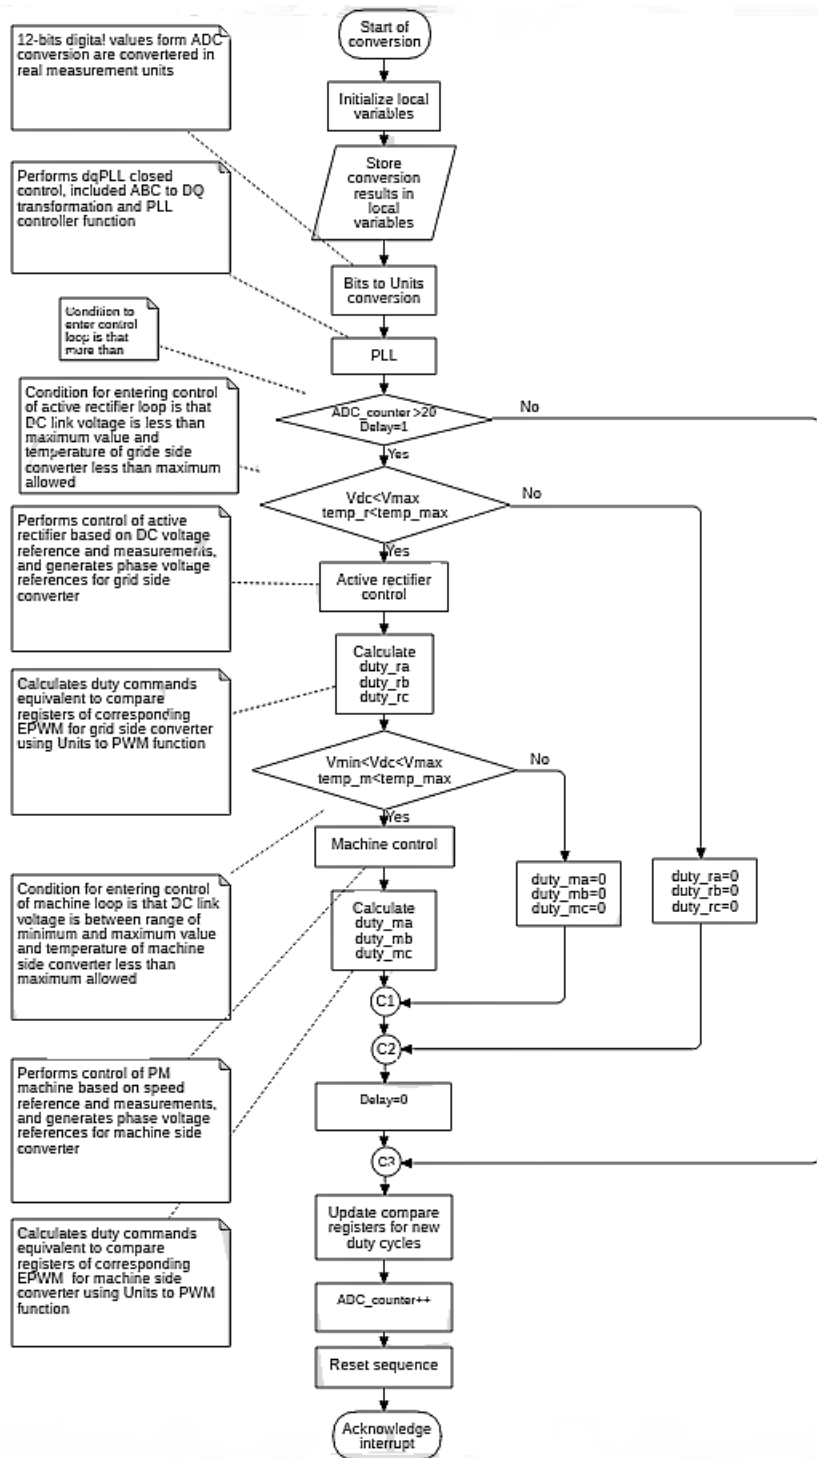 12-bits digital values form ADC
conversion are convertered in
real measurement units
Start of
conversion
Initialize local
variables
Store
conversion
results in
local
variables
Performs dqPLL closed
control, included ABC to DQ
transformation and PLL
controller function
Bits to Units
conversion
Condition to
enter control
loop is that
more than
PLL
ADC_counter >20
Delay=1
No
Yes
Condition for entering control
of active rectifier loop is that
DC link voltage is less than
maximum value and
temperature of gride side
converter less than maximum
allowed
Vdc<Vmax
temp_r<temp_max
No
Yes
Performs control of active
rectifier based on DC voltage
reference and measurements,
and generates phase voltage
references for grid side
converter
Active rectifier
control
Calculate
duty_ra
duty_rb
duty_rc
Calculates duty commands
equivalent to compare
registers of corresponding
EPWM for grid side converter
using Units to PWM function
Vmin<Vdc<Vmax
temp_m<temp_max
No
Yes
Machine control
duty_ma=0
duty_mb=0
duty_mc=0
duty_ra=0
duty_rb=0
duty_rc=0
Condition for entering control
of machine loop is that DC link
voltage is between range of
minimum and maximum value
and temperature of machine
side converter less than
maximum allowed
Calculate
duty_ma
duty_mb
duty_mc
C1
C2
Performs control of PM
machine based on speed
reference and measurements,
and generates phase voltage
references for machine side
converter
Delay=0
C3
Calculates duty commands
equivalent to compare
registers of corresponding
EPWM for machine side
converter using Units to PWM
function
Update compare
registers for new
duty cycles
ADC_counter++
Reset sequence
Acknowledge
interrupt